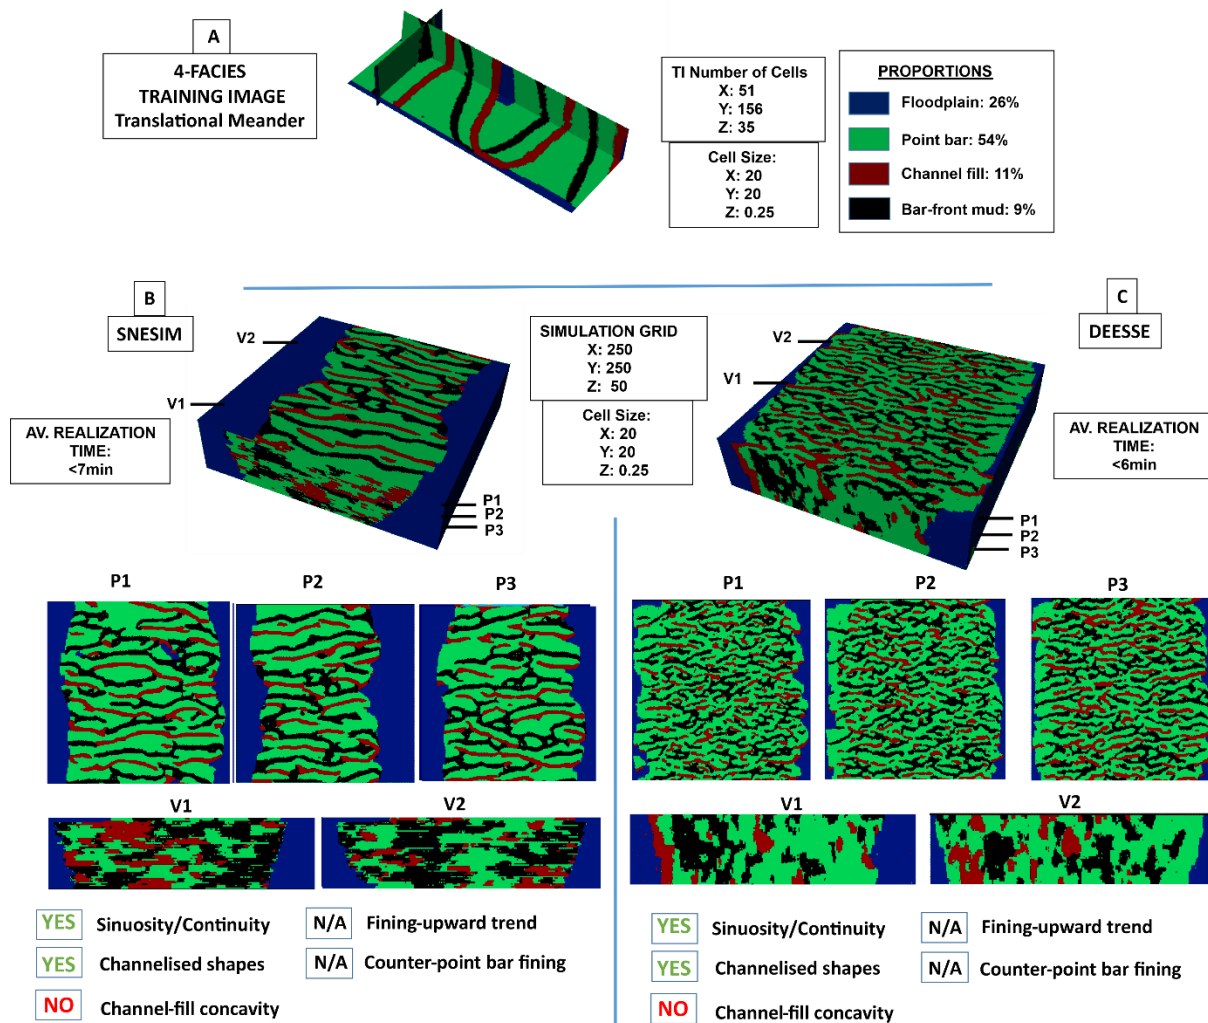 A
4-FACIES
TRAINING IMAGE
Translational Meander
TI Number of Cells
X: 51
Y: 156
Z: 35
Cell Size:
X: 20
Y: 20
Z: 0.25
PROPORTIONS
Floodplain: 26%
Point bar: 54%
Channel fill: 11%
Bar-front mud: 9%
B
SNESIM
V2
V1
AV. REALIZATION
TIME:
<7min
P1
P2
P3
SIMULATION GRID
X: 250
Y: 250
Z: 50
Cell Size:
X: 20
Y: 20
Z: 0.25
C
DEESSE
V2
V1
AV. REALIZATION
TIME:
<6min
P1
P2
P3
P1
P2
P3
V1
V2
YES
Sinuosity/Continuity
N/A
Fining-upward trend
YES
Channelised shapes
N/A
Counter-point bar fining
NO
Channel-fill concavity
P1
P2
P3
V1
V2
YES
Sinuosity/Continuity
N/A
Fining-upward trend
YES
Channelised shapes
N/A
Counter-point bar fining
NO
Channel-fill concavity